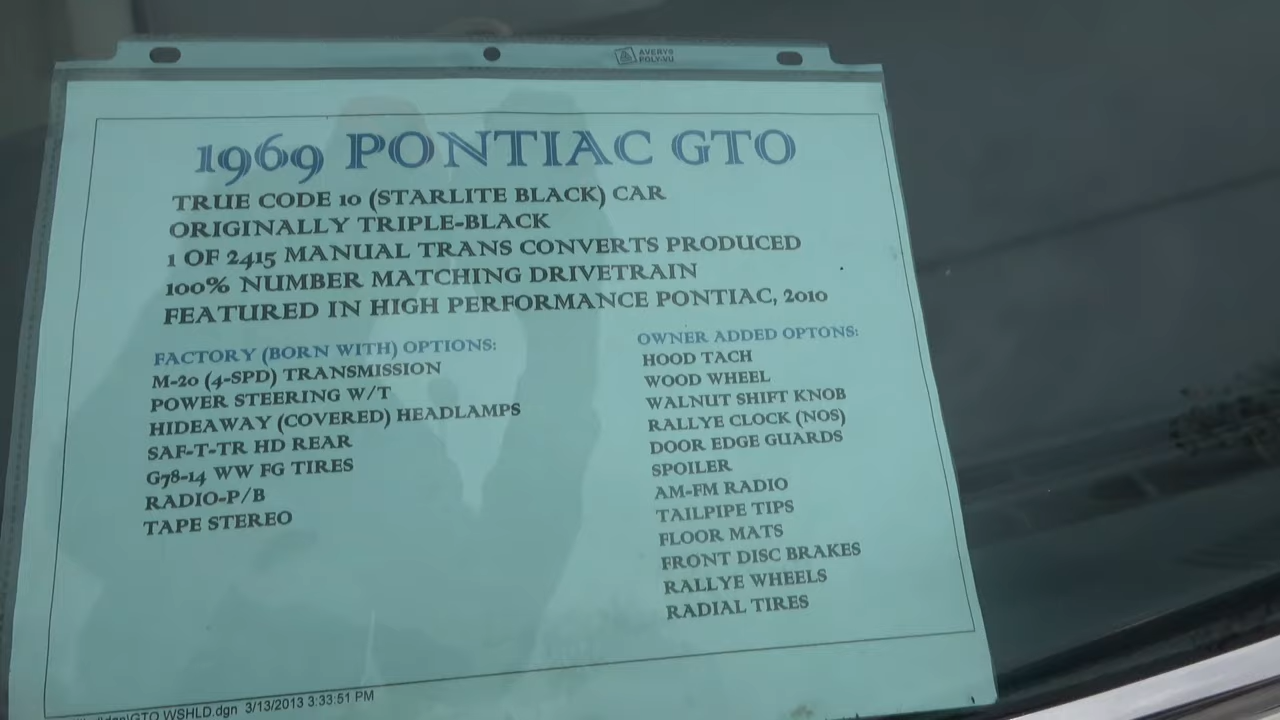 AVERY®
POLY-VU
1969 PONTIAC GTO
TRUE CODE 10 (STARLITE BLACK) CAR
ORIGINALLY TRIPLE-BLACK
1 OF 2415 MANUAL TRANS CONVERTS PRODUCED
100% NUMBER MATCHING DRIVETRAIN
FEATURED IN HIGH PERFORMANCE PONTIAC, 2010
FACTORY (BORN WITH) OPTIONS:
M-20 (4-SPD) TRANSMISSION
POWER STEERING W/T
HIDEAWAY (COVERED) HEADLAMPS
SAF-T-TR HD REAR
G78-14 WW FG TIRES
RADIO-P/B
TAPE STEREO
OWNER ADDED OPTONS:
HOOD TACH
WOOD WHEEL
WALNUT SHIFT KNOB
RALLYE CLOCK (NOS)
DOOR EDGE GUARDS
SPOILER
AM-FM RADIO
TAILPIPE TIPS
FLOOR MATS
FRONT DISC BRAKES
RALLYE WHEELS
RADIAL TIRES
WSHLD.dgn 3/13/2013 3:33:51 PM